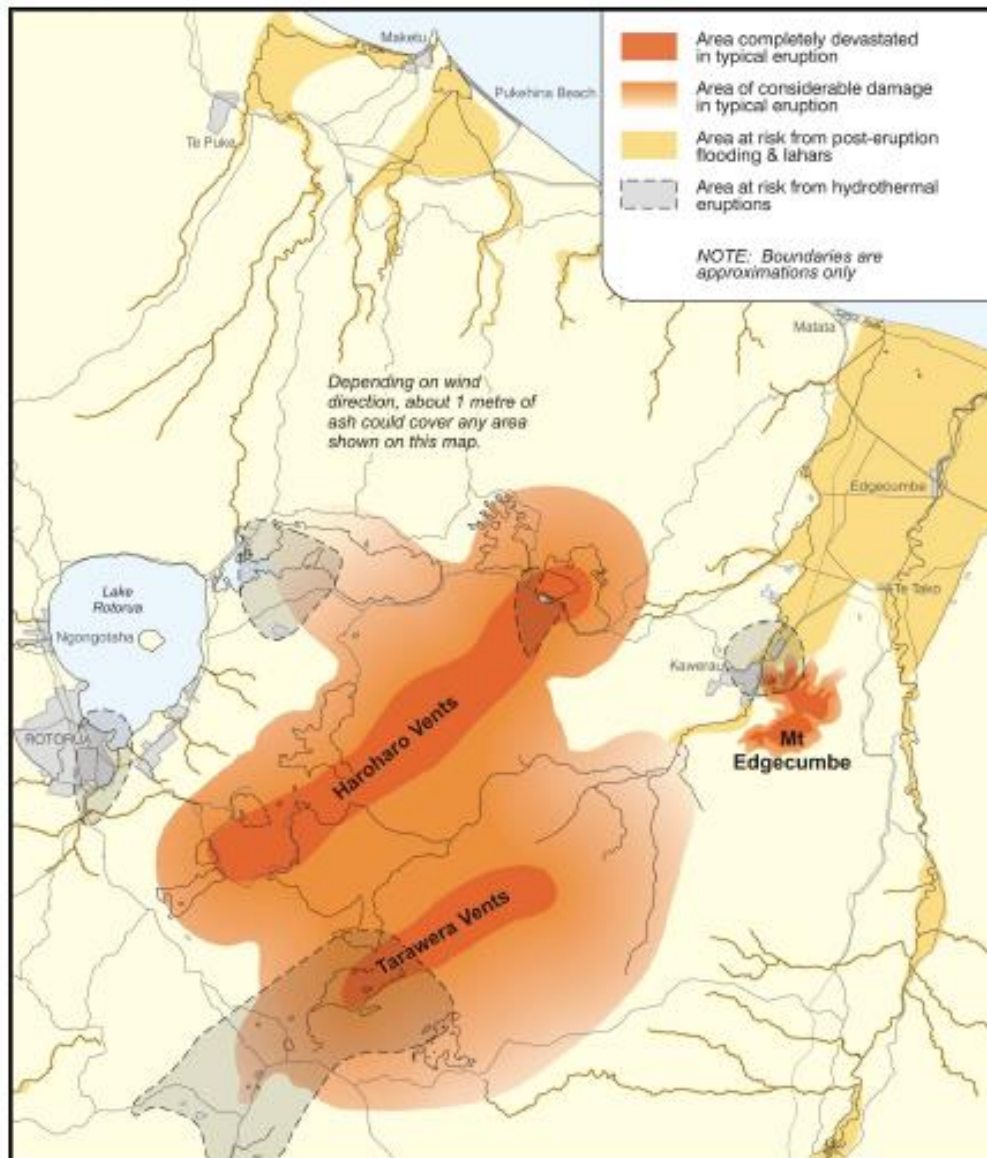 Area completely devastated
in typical eruption
Area of considerable damage
in typical eruption
Area at risk from post-eruption
flooding & lahars
Area at risk from hydrothermal
eruptions
NOTE: Boundaries are
approximations only
Maketu
Pukehina Beach
Te Puke
Matata
Depending on wind
direction, about 1 metre of
ash could cover any area
shown on this map.
Edgecumbe
Lake
Rotorua
Te Teko
Ngongotaha
Kawerau
Haroharo Vents
ROTORUA
Mt
Edgecumbe
Tarawera Vents